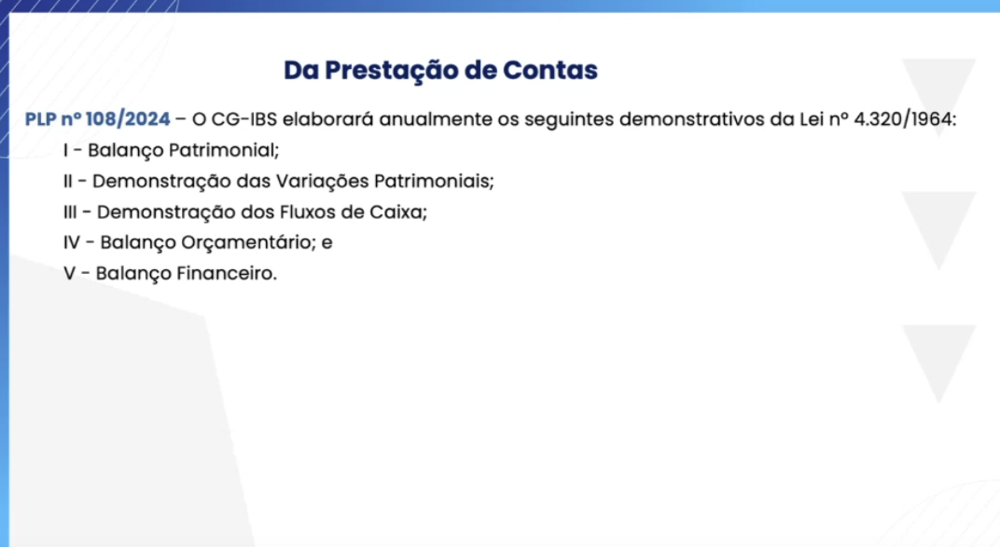 Da Prestação de Contas
PLP nº 108/2024 – O CG-IBS elaborará anualmente os seguintes demonstrativos da Lei nº 4.320/1964:
I - Balanço Patrimonial;
II - Demonstração das Variações Patrimoniais;
III - Demonstração dos Fluxos de Caixa;
IV - Balanço Orçamentário; e
V - Balanço Financeiro.